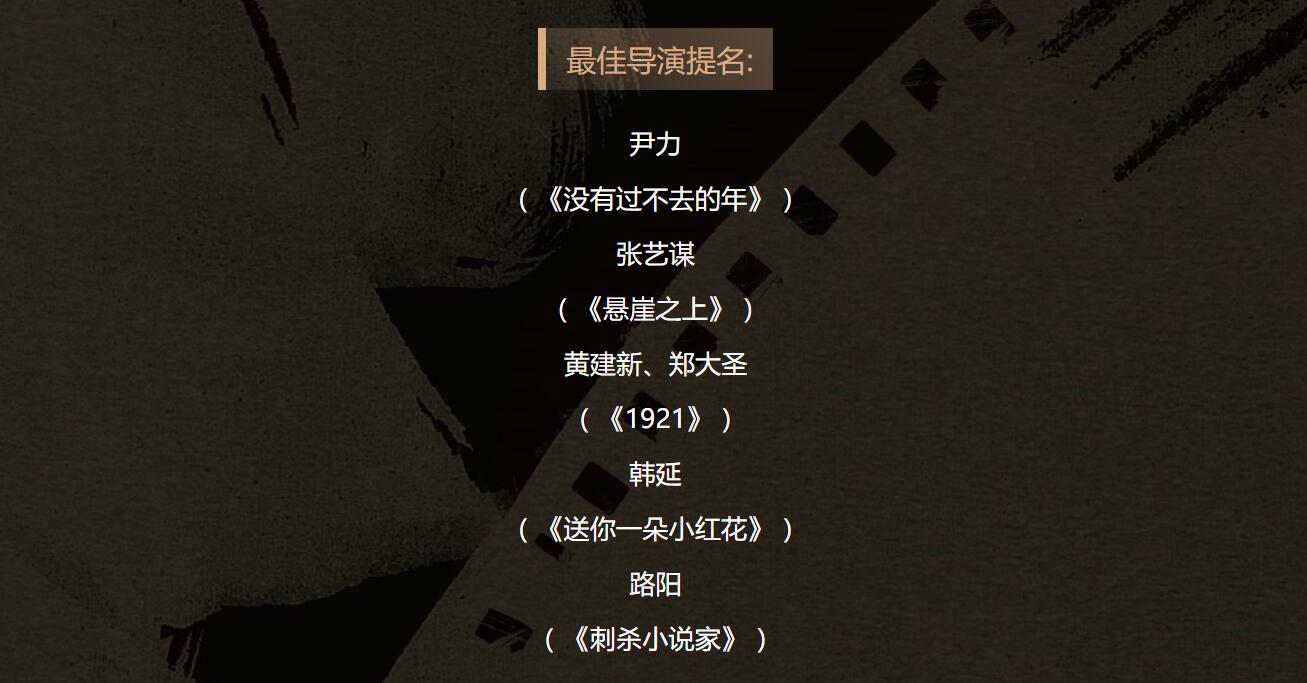 最佳导演提名:
尹力
（《没有过不去的年》）
张艺谋
（《悬崖之上》）
黄建新、郑大圣
（《1921》）
韩延
（《送你一朵小红花》）
路阳
（《刺杀小说家》）